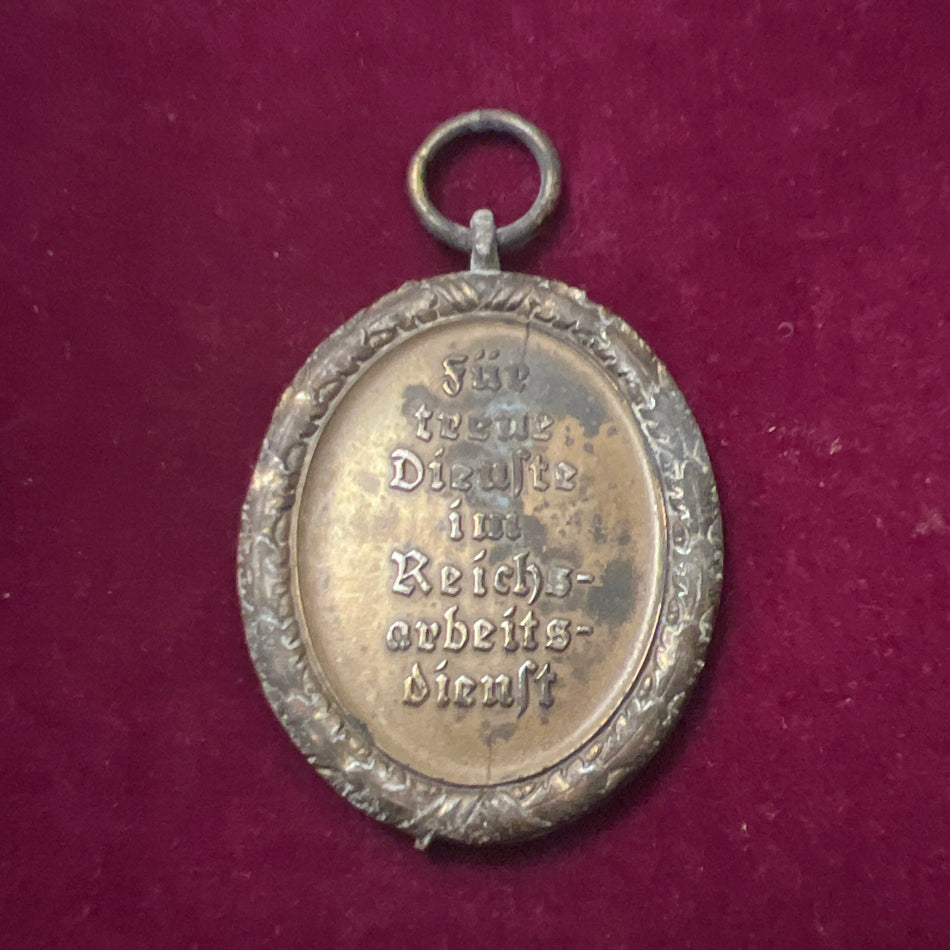 Für
treue
Dienſte
im
Reichs-
arbeits-
dienſt